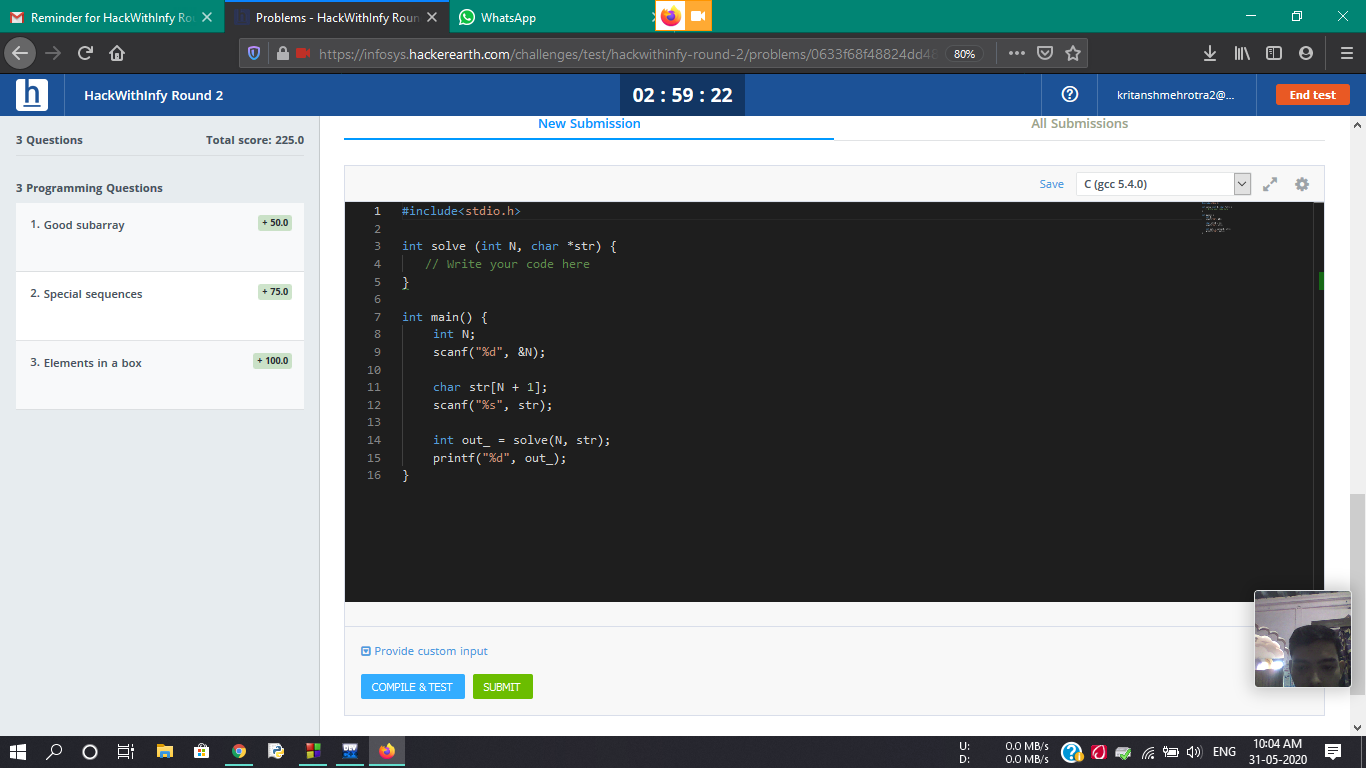 Reminder for HackWithInfy Ro
Problems - HackWithInfy Roun
WhatsApp
https://infosys.hackerearth.com/challenges/test/hackwithinfy-round-2/problems/0633f68f48824dd48
80%
h
HackWithInfy Round 2
02 : 59 : 22
kritanshmehrotra2@...
End test
3 Questions
Total score: 225.0
3 Programming Questions
1. Good subarray
+ 50.0
2. Special sequences
+ 75.0
3. Elements in a box
+ 100.0
New Submission
All Submissions
Save
C (gcc 5.4.0)
1 #include<stdio.h>
2
3 int solve (int N, char *str) {
4 // Write your code here
5 }
6
7 int main() {
8 int N;
9 scanf("%d", &N);
10
11 char str[N + 1];
12 scanf("%s", str);
13
14 int out_ = solve(N, str);
15 printf("%d", out_);
16 }
Provide custom input
COMPILE & TEST
SUBMIT
U: 0.0 MB/s
D: 0.0 MB/s
ENG
10:04 AM
31-05-2020